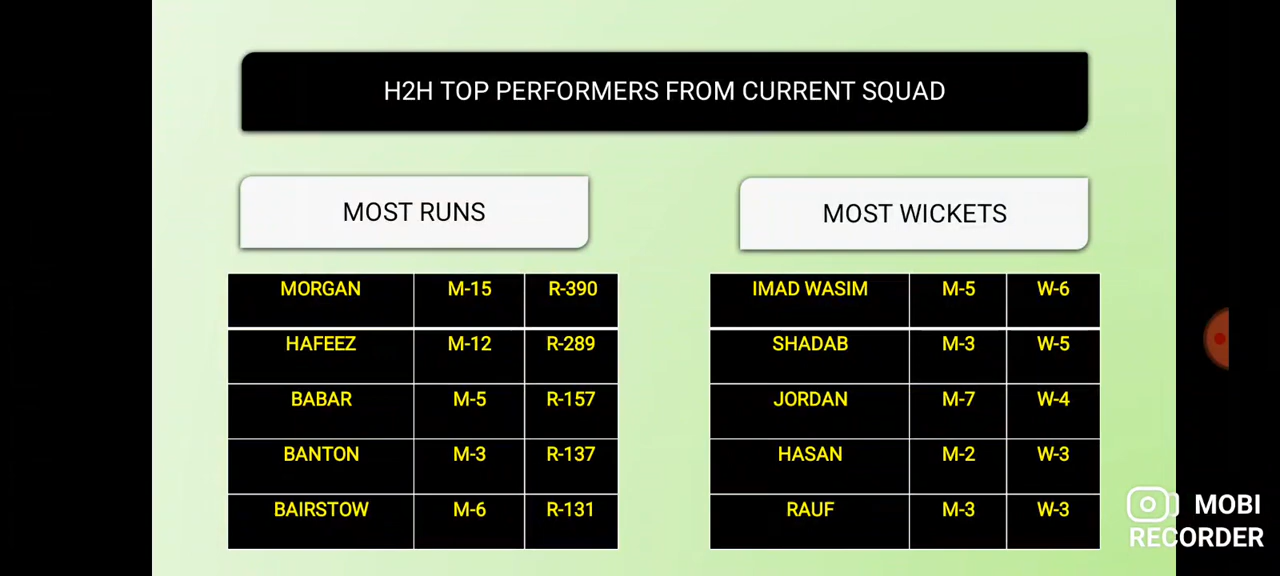 H2H TOP PERFORMERS FROM CURRENT SQUAD
MOST RUNS
MORGAN M-15 R-390
HAFEEZ M-12 R-289
BABAR M-5 R-157
BANTON M-3 R-137
BAIRSTOW M-6 R-131
MOST WICKETS
IMAD WASIM M-5 W-6
SHADAB M-3 W-5
JORDAN M-7 W-4
HASAN M-2 W-3
RAUF M-3 W-3
MOBI
RECORDER